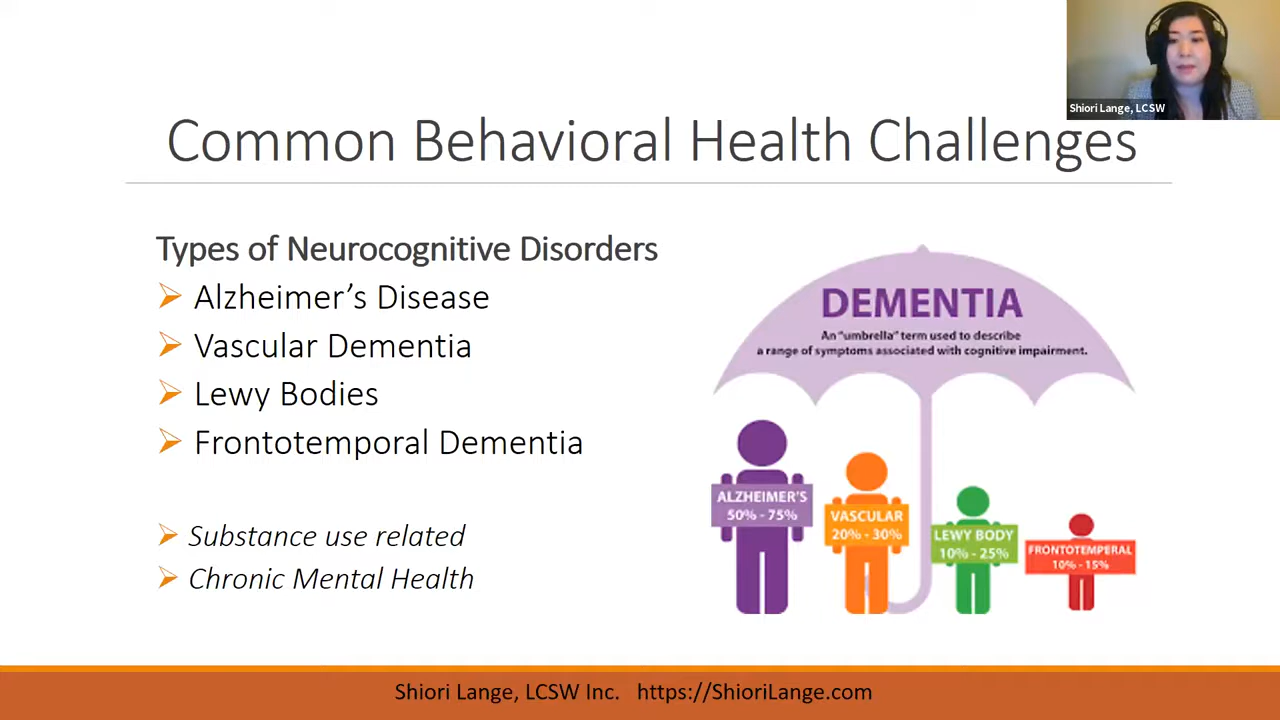 Shiori Lange, LCSW
Common Behavioral Health Challenges
Types of Neurocognitive Disorders
Alzheimer’s Disease
Vascular Dementia
Lewy Bodies
Frontotemporal Dementia
Substance use related
Chronic Mental Health
DEMENTIA
An “umbrella” term used to describe
a range of symptoms associated with cognitive impairment.
ALZHEIMER'S
50% - 75%
VASCULAR
20% - 30%
LEWY BODY
10% - 25%
FRONTOTEMPERAL
10% - 15%
Shiori Lange, LCSW Inc. https://ShioriLange.com